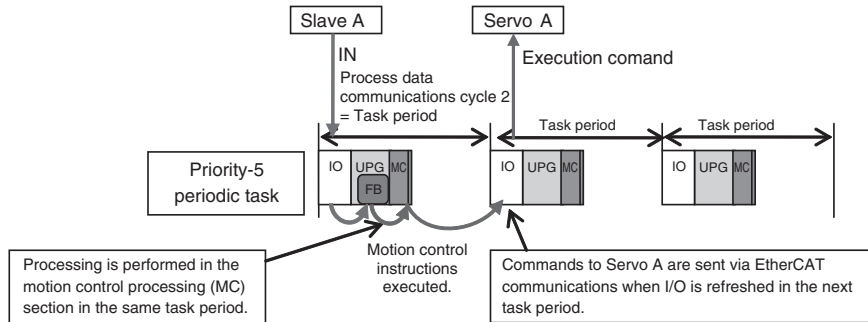 Slave A
Servo A
IN
Execution comand
Process data
communications cycle 2
= Task period
Task period
Task period
Priority-5
periodic task
IO
UPG
MC
FB
IO
UPG
MC
IO
UPG
MC
Processing is performed in the
motion control processing (MC)
section in the same task period.
Motion control
instructions
executed.
Commands to Servo A are sent via EtherCAT
communications when I/O is refreshed in the next
task period.